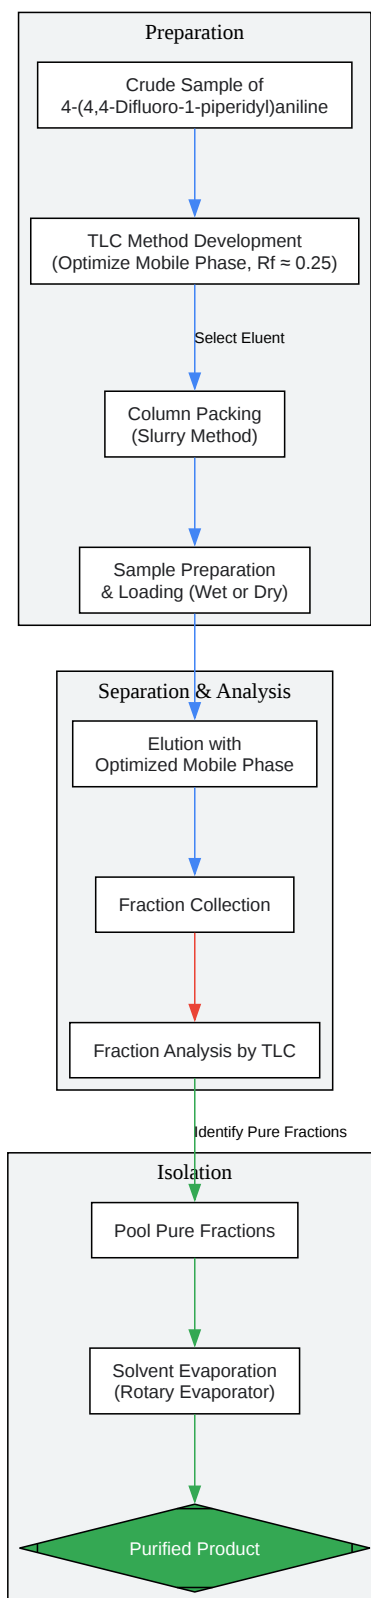 Preparation
Crude Sample of
4-(4,4-Difluoro-1-piperidyl)aniline
TLC Method Development
(Optimize Mobile Phase, Rf ≈ 0.25)
Select Eluent
Column Packing
(Slurry Method)
Sample Preparation
& Loading (Wet or Dry)
Separation & Analysis
Elution with
Optimized Mobile Phase
Fraction Collection
Fraction Analysis by TLC
Identify Pure Fractions
Isolation
Pool Pure Fractions
Solvent Evaporation
(Rotary Evaporator)
Purified Product